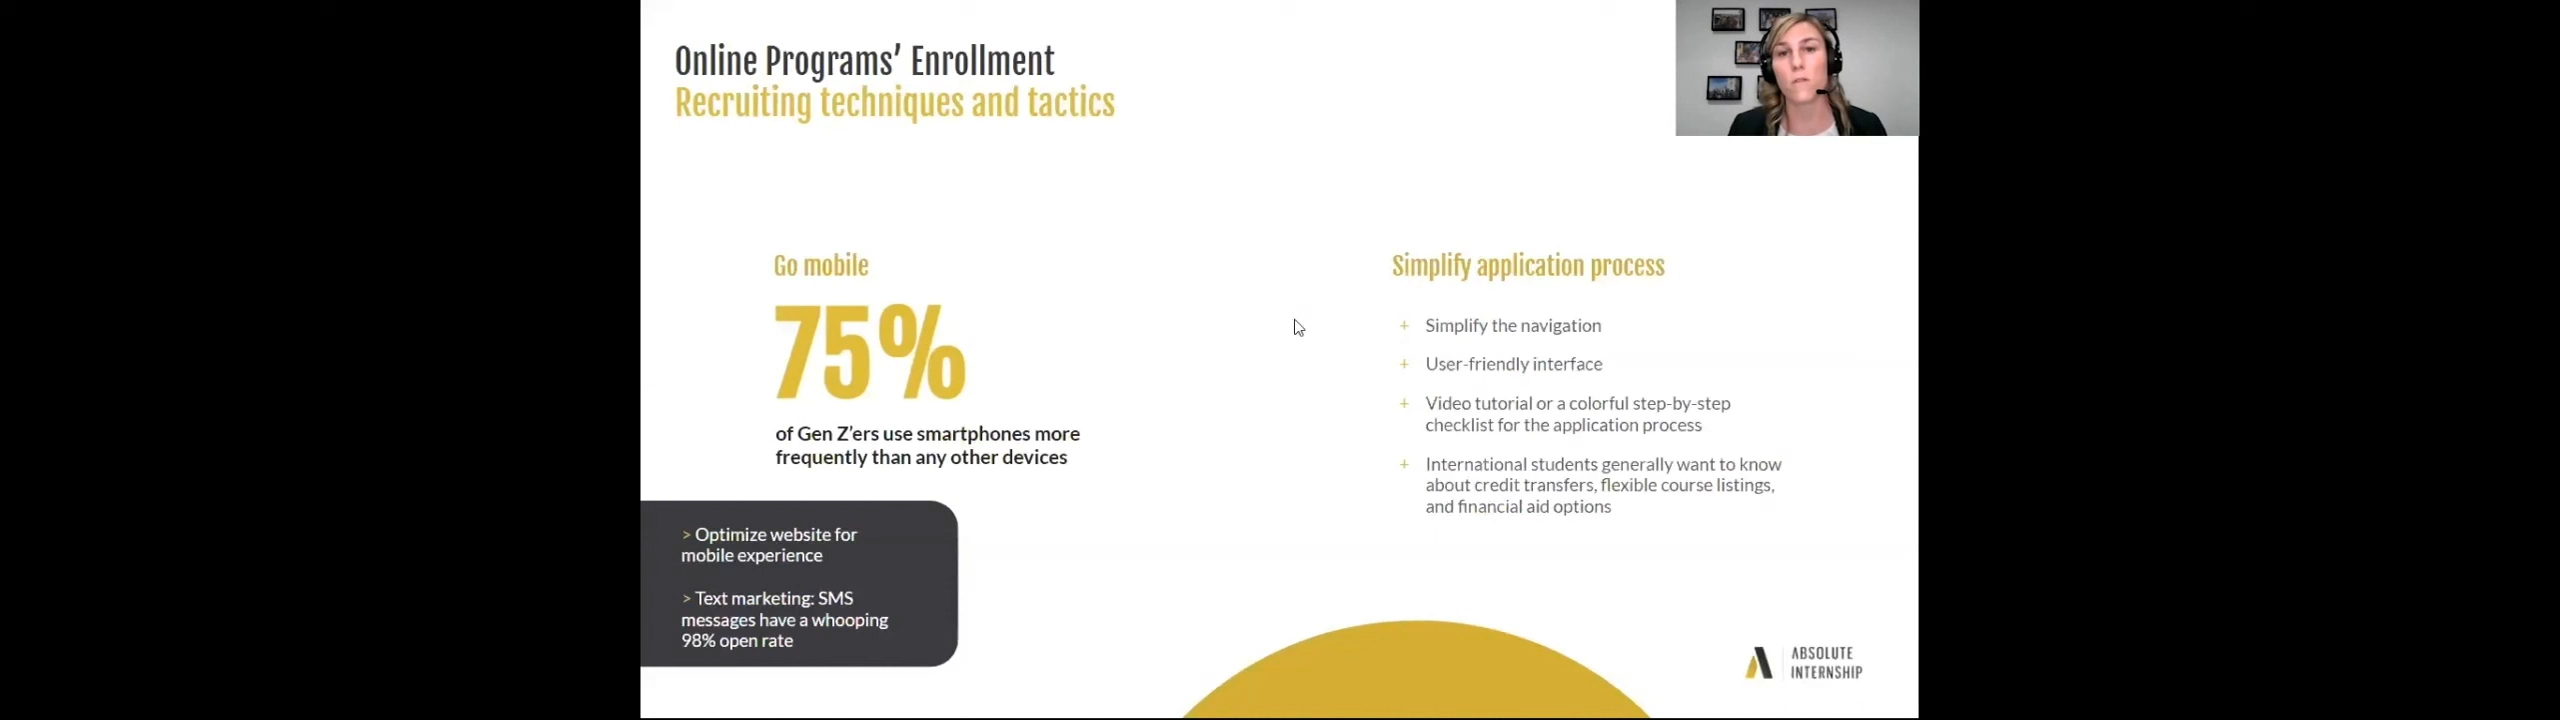 Online Programs’ Enrollment
Recruiting techniques and tactics
Go mobile
75%
of Gen Z’ers use smartphones more
frequently than any other devices
> Optimize website for
mobile experience
> Text marketing: SMS
messages have a whooping
98% open rate
Simplify application process
+ Simplify the navigation
+ User-friendly interface
+ Video tutorial or a colorful step-by-step
checklist for the application process
+ International students generally want to know
about credit transfers, flexible course listings,
and financial aid options
ABSOLUTE
INTERNSHIP